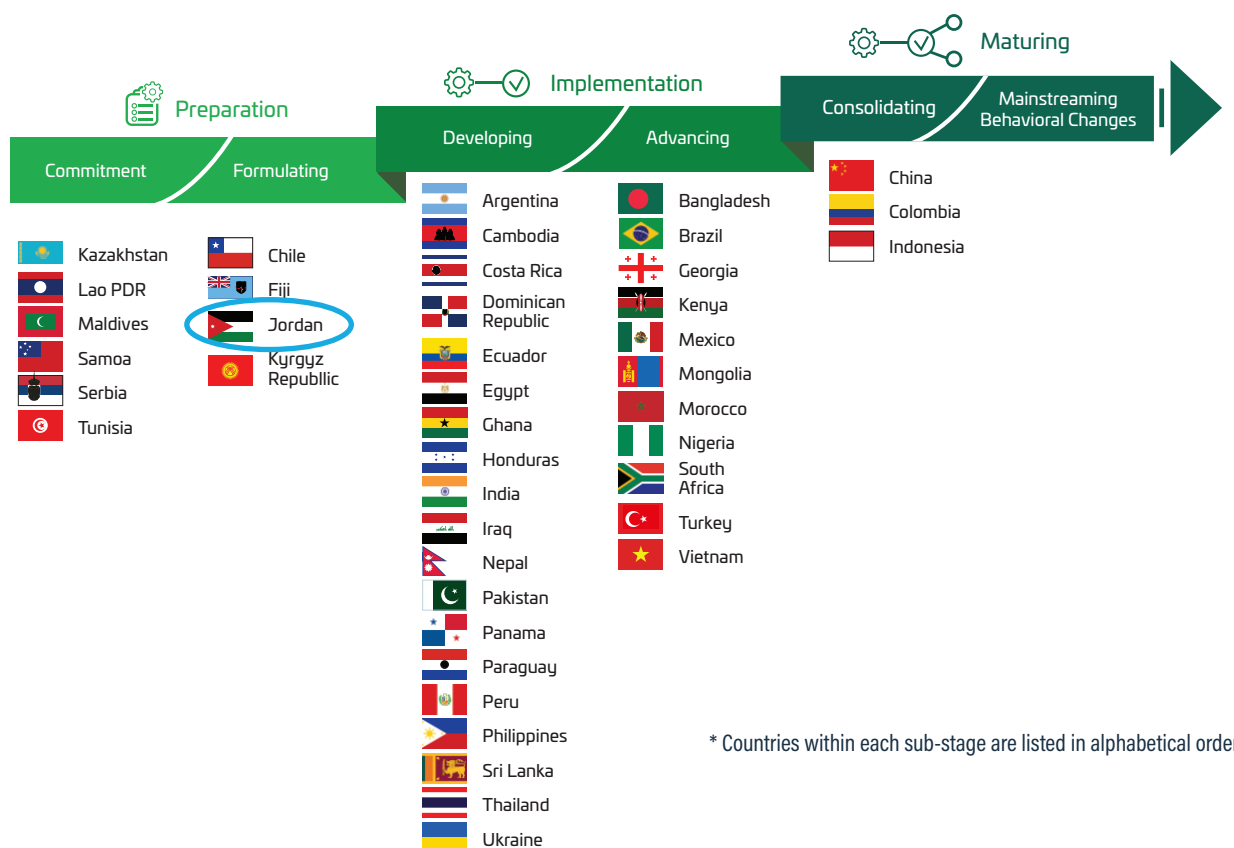 Preparation
Commitment
Formulating
Kazakhstan
Lao PDR
Maldives
Samoa
Serbia
Tunisia
Chile
Fiji
Jordan
Kyrgyz
Republlic
Implementation
Developing
Advancing
Argentina
Cambodia
Costa Rica
Dominican
Republic
Ecuador
Egypt
Ghana
Honduras
India
Iraq
Nepal
Pakistan
Panama
Paraguay
Peru
Philippines
Sri Lanka
Thailand
Ukraine
Bangladesh
Brazil
Georgia
Kenya
Mexico
Mongolia
Morocco
Nigeria
South
Africa
Turkey
Vietnam
Maturing
Consolidating
Mainstreaming
Behavioral Changes
China
Colombia
Indonesia
* Countries within each sub-stage are listed in alphabetical order